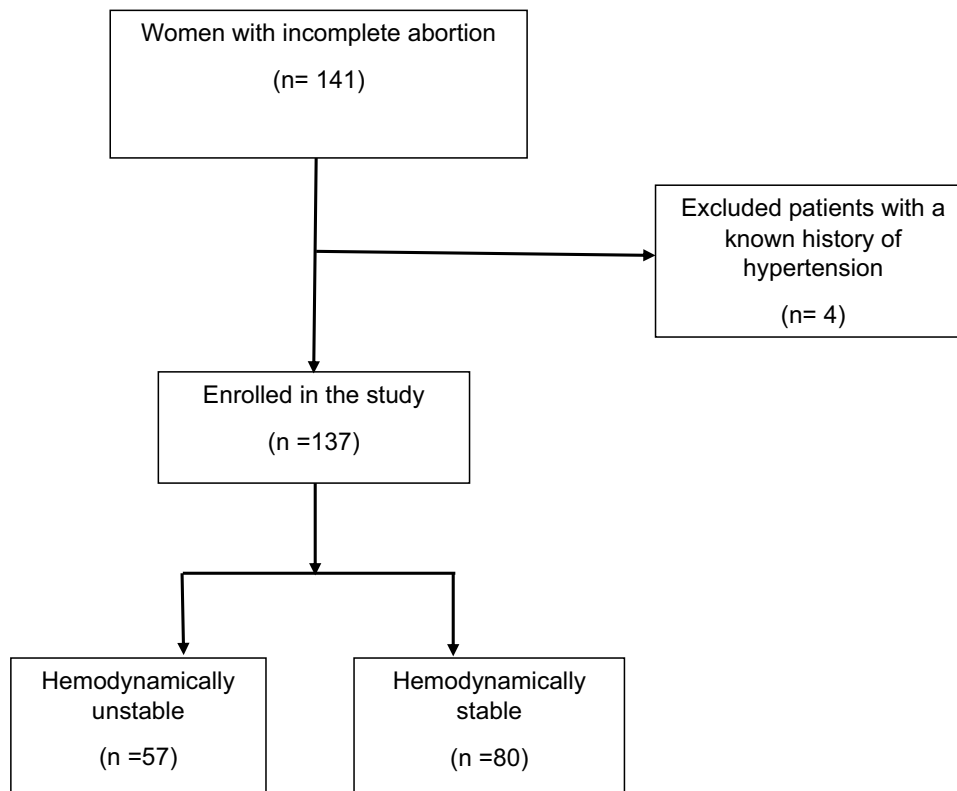 Women with incomplete abortion
(n= 141)
Excluded patients with a
known history of
hypertension
(n= 4)
Enrolled in the study
(n =137)
Hemodynamically
unstable
(n =57)
Hemodynamically
stable
(n =80)